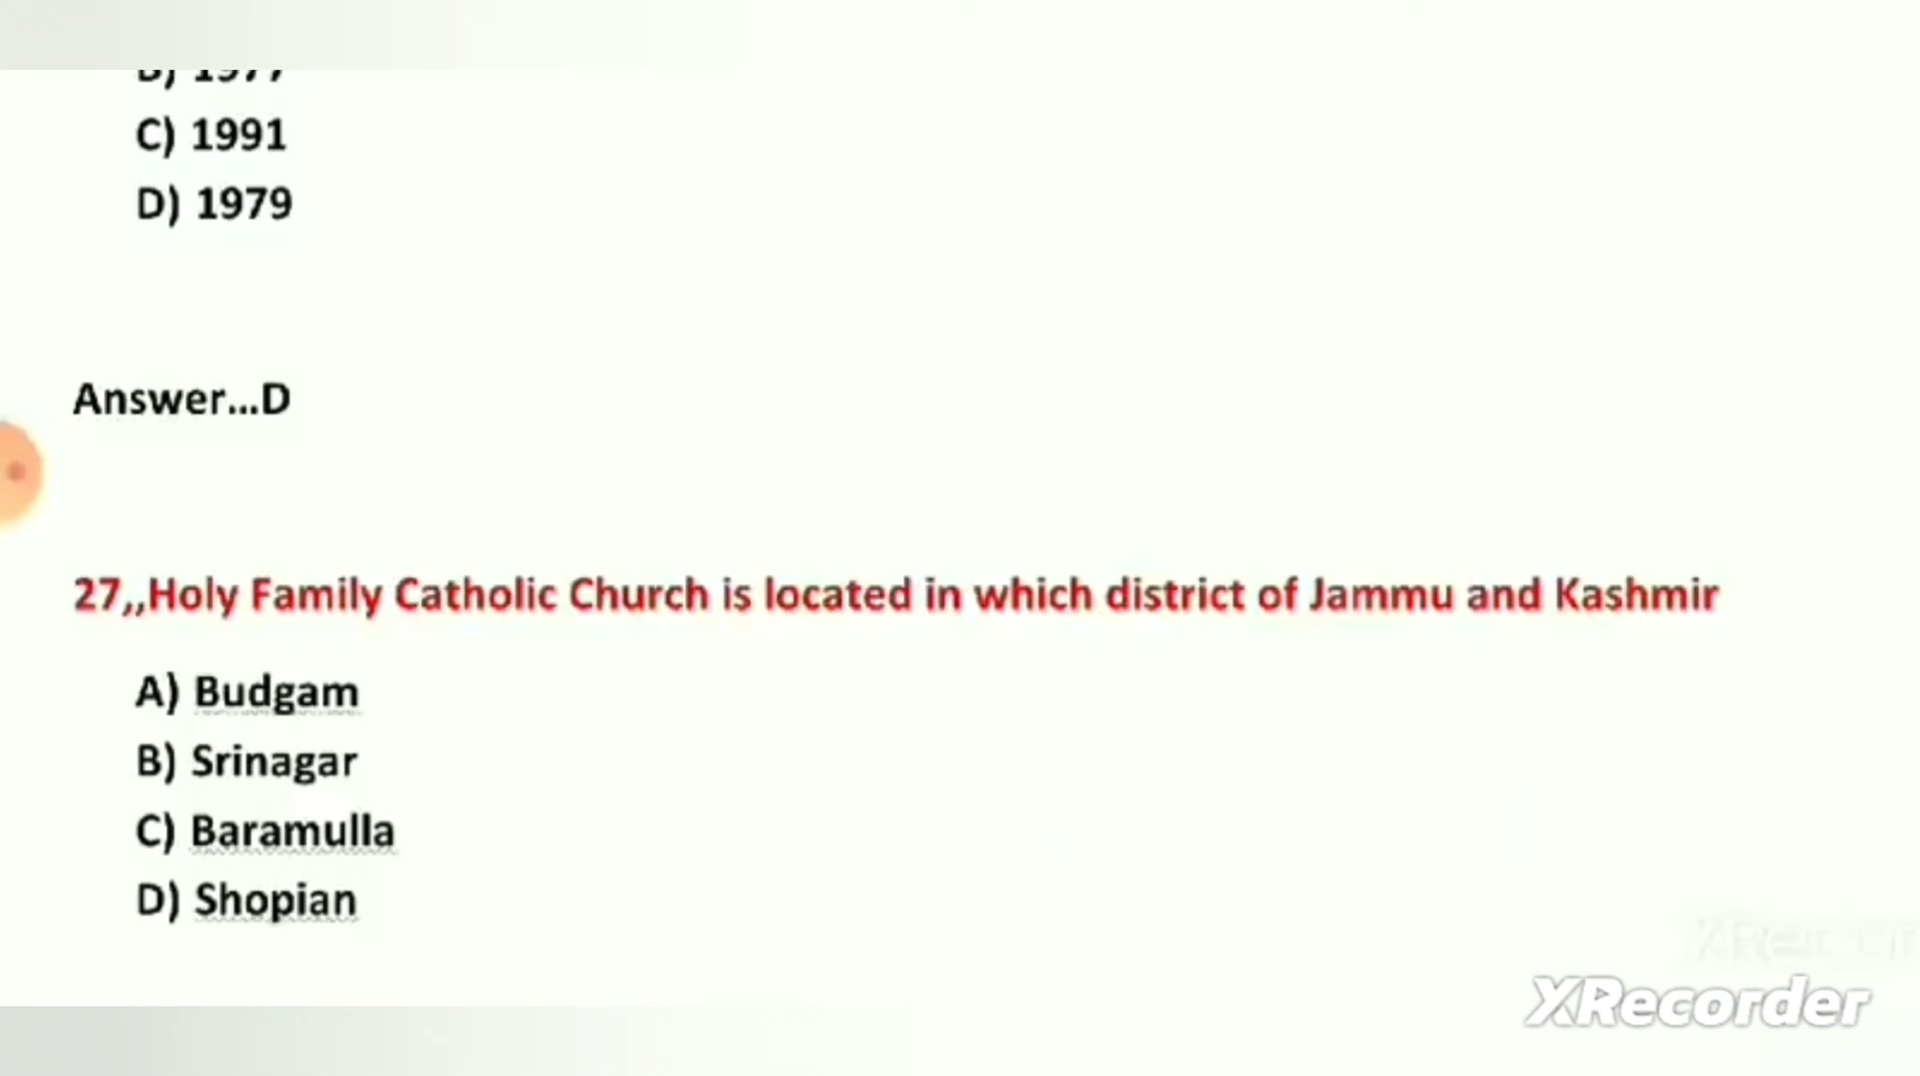 B) 1977
C) 1991
D) 1979
Answer...D
27,,Holy Family Catholic Church is located in which district of Jammu and Kashmir
A) Budgam
B) Srinagar
C) Baramulla
D) Shopian
XRecorder